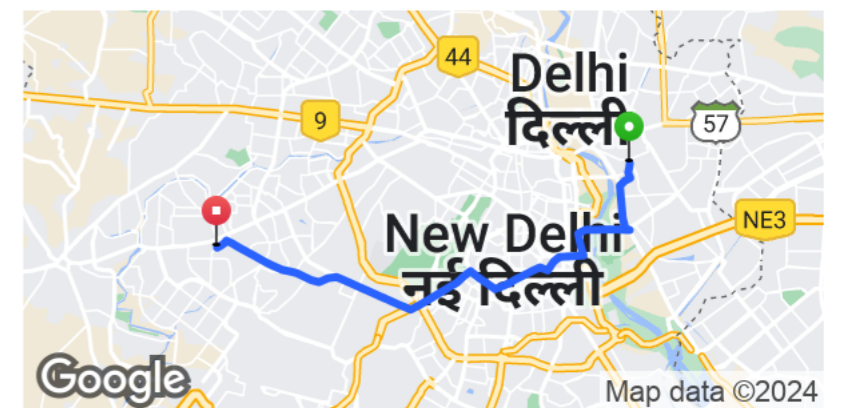 44
Delhi
दिल्ली
9
57
New Delhi
नई दिल्ली
NE3
Google
Map data ©2024